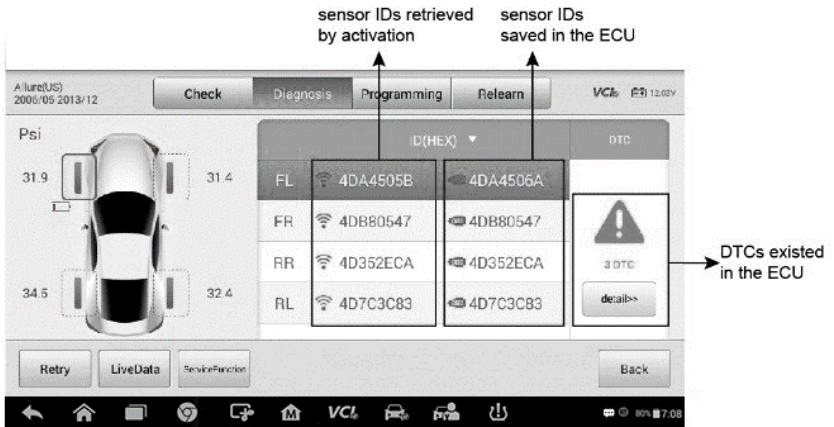 sensor IDs retrieved
by activation
sensor IDs
saved in the ECU
Allure(US)
2006/05-2013/12
Check
Diagnosis
Programming
Relearn
VCI
12.03V
Psi
31.9
31.4
34.5
32.4
ID(HEX) ▼
DTC
FL 4DA4505B 4DA4506A
FR 4DB80547 4DB80547
RR 4D352ECA 4D352ECA
RL 4D7C3C83 4D7C3C83
3 DTC
detail>>
DTCs existed
in the ECU
Retry
LiveData
ServiceFunction
Back
M
VCI
80% 7:08